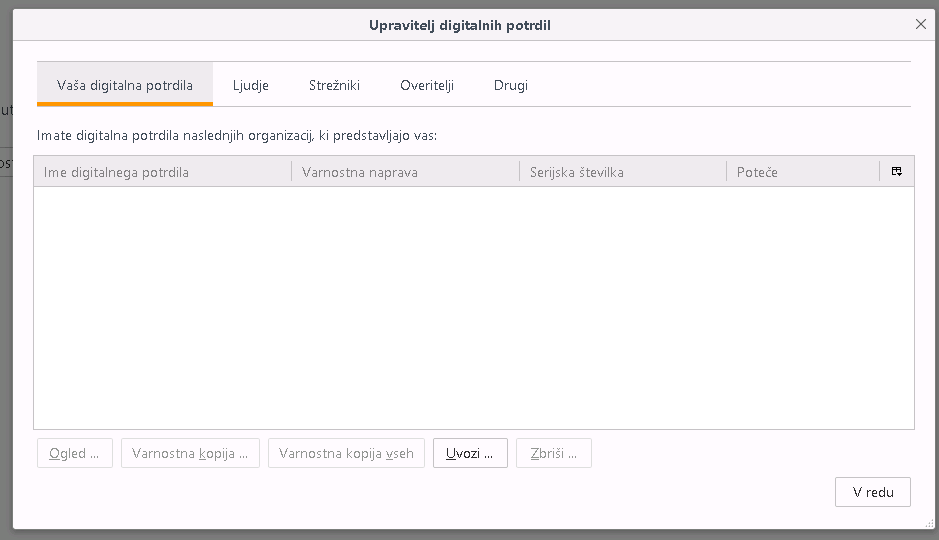 Upravitelj digitalnih potrdil
Vaša digitalna potrdila Ljudje Strežniki Overitelji Drugi
Imate digitalna potrdila naslednjih organizacij, ki predstavljajo vas:
Ime digitalnega potrdila Varnostna naprava Serijska številka Poteče
Ogled ... Varnostna kopija ... Varnostna kopija vseh Uvozi ... Zbriši ...
V redu